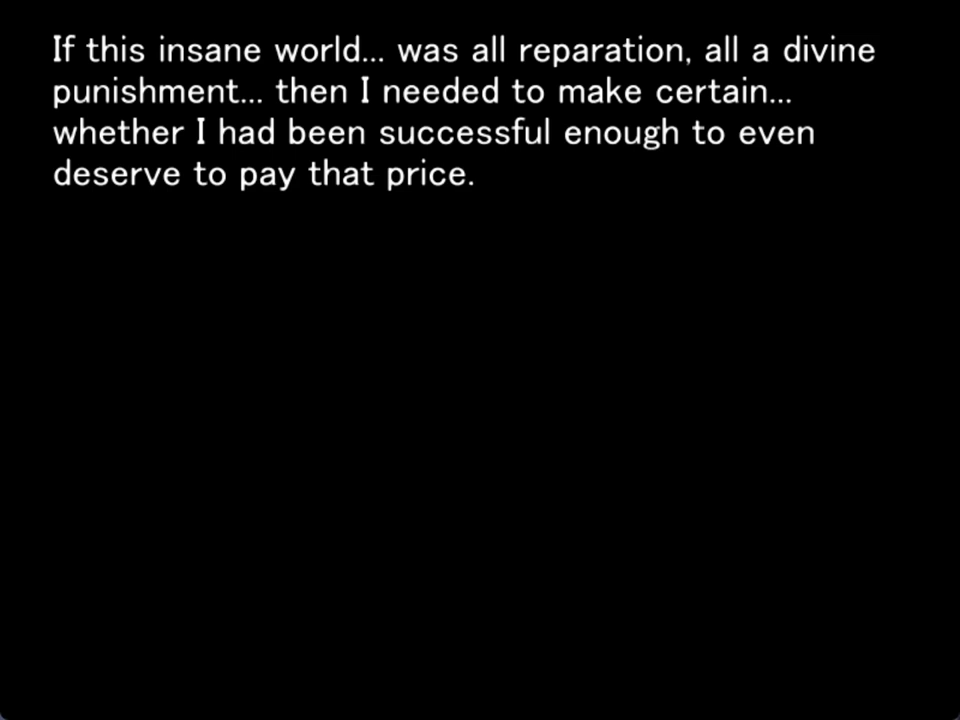 If this insane world... was all reparation, all a divine
punishment... then I needed to make certain...
whether I had been successful enough to even
deserve to pay that price.